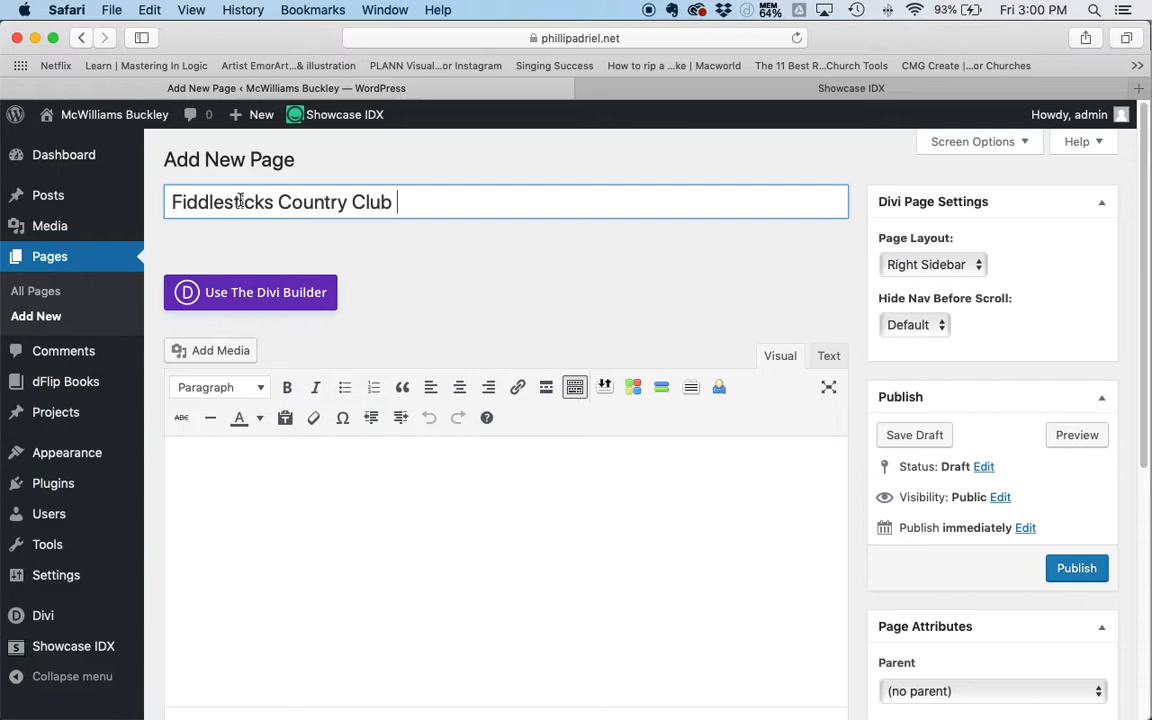 Safari File Edit View History Bookmarks Window Help MEM 64% 93% Fri 3:00 PM
phillipadriel.net
Netflix Learn | Mastering In Logic Artist EmorArt...& illustration PLANN Visual...or Instagram Singing Success How to rip a ...ke | Macworld The 11 Best R...Church Tools CMG Create |...or Churches >>
Add New Page ‹ McWilliams Buckley — WordPress Showcase IDX +
McWilliams Buckley 0 + New Showcase IDX Howdy, admin
Screen Options Help
Dashboard
Add New Page
Posts
Fiddlesticks Country Club
Divi Page Settings
Media
Page Layout:
Pages
Right Sidebar
All Pages
D Use The Divi Builder
Hide Nav Before Scroll:
Add New
Default
Comments
Add Media
Visual Text
dFlip Books
Paragraph B I
Publish
Projects
ABC A Ω ?
Save Draft Preview
Appearance
Status: Draft Edit
Plugins
Visibility: Public Edit
Users
Publish immediately Edit
Tools
Publish
Settings
D Divi
Page Attributes
S Showcase IDX
Parent
Collapse menu
(no parent)